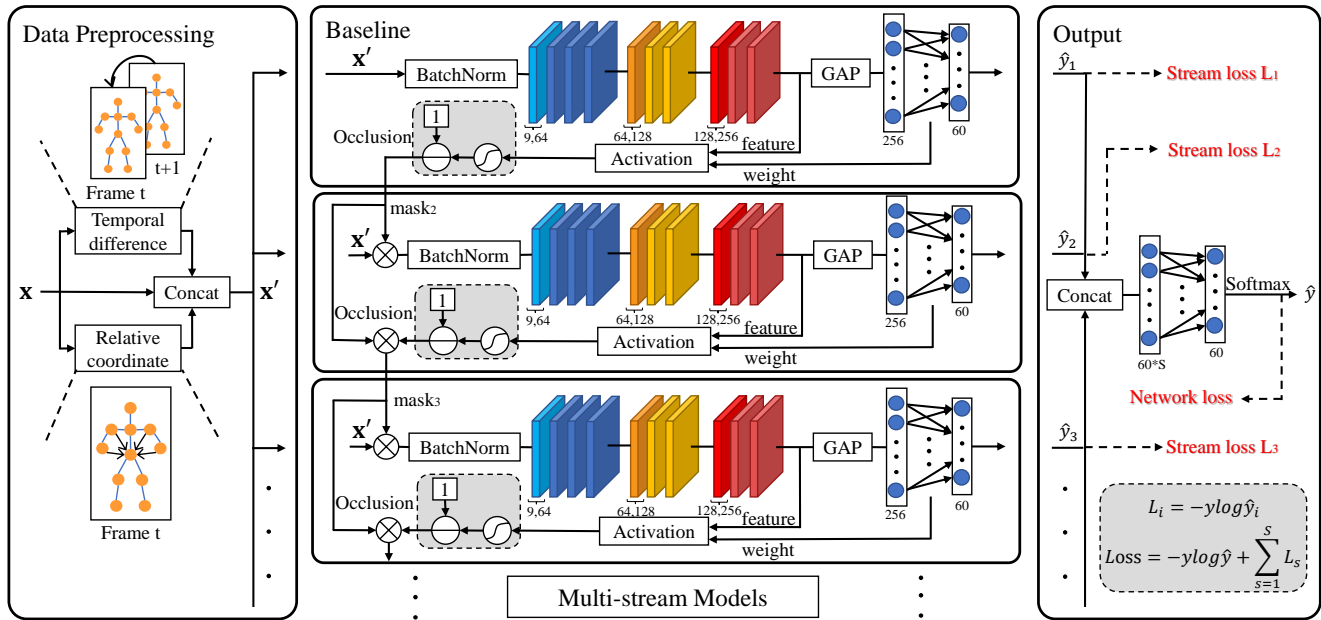 Data Preprocessing
t+1
Frame t
Temporal
difference
x
Concat
x′
Relative
coordinate
Frame t
Baseline
x′
BatchNorm
GAP
9,64
64,128
128,256
256
60
Occlusion
1
Activation
feature
weight
mask₂
x′
BatchNorm
GAP
9,64
64,128
128,256
256
60
Occlusion
1
Activation
feature
weight
mask₃
x′
BatchNorm
GAP
9,64
64,128
128,256
256
60
Occlusion
1
Activation
feature
weight
Multi-stream Models
Output
ŷ₁
Stream loss L₁
Stream loss L₂
ŷ₂
Concat
60*S
60
Softmax
ŷ
Network loss
ŷ₃
Stream loss L₃
Lᵢ = −ylogŷᵢ
Loss = −ylogŷ + ∑ₛ₌₁ˢ Lₛ